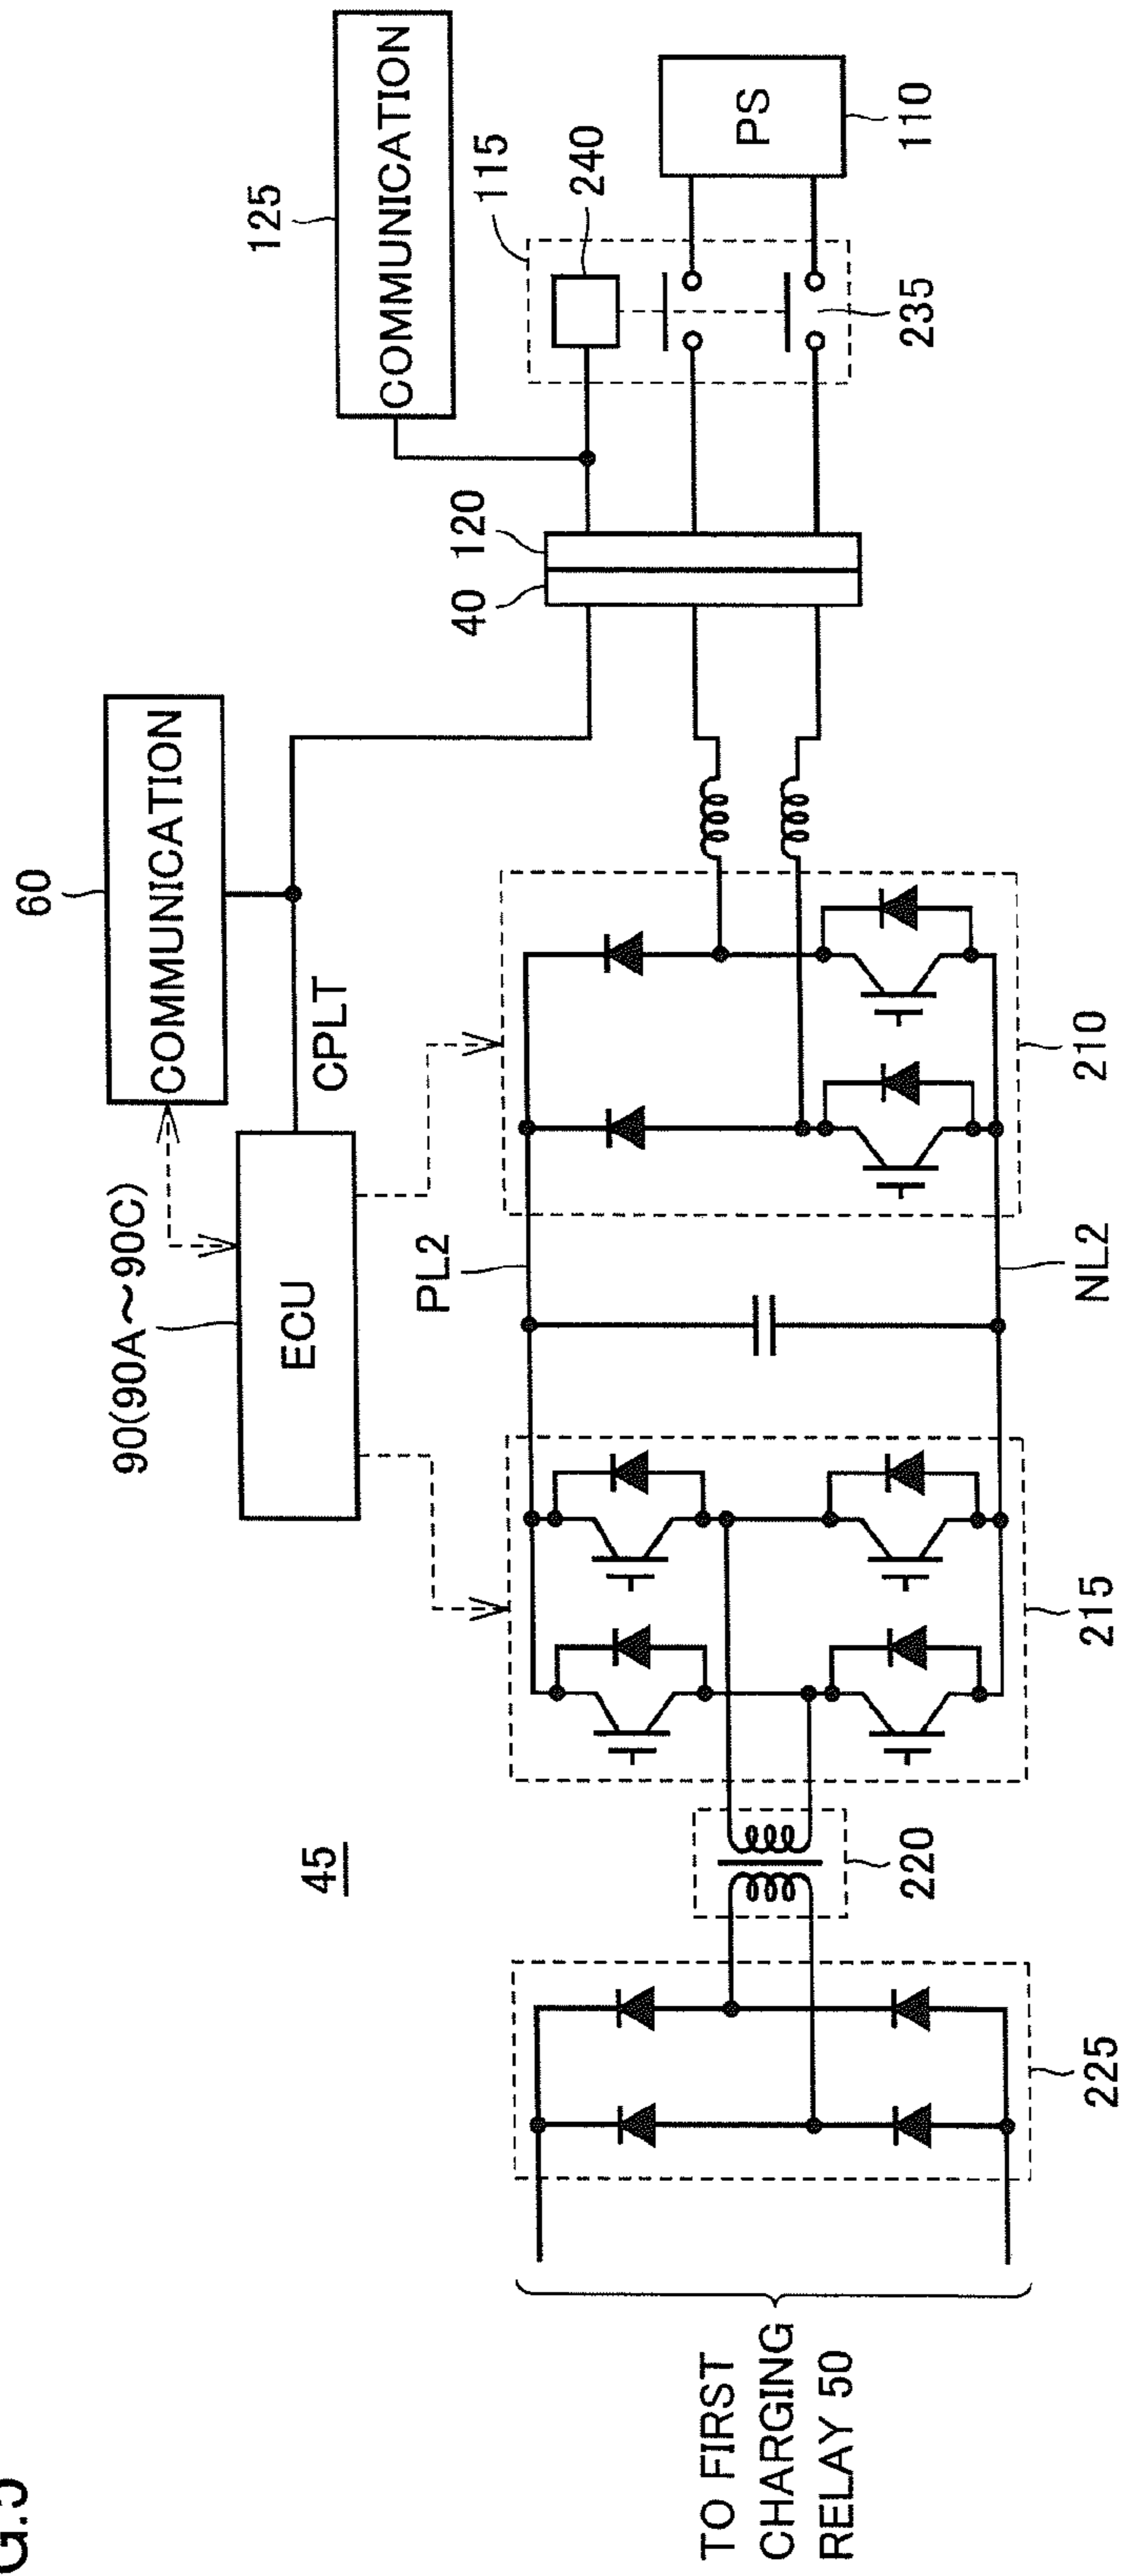 G.5
45
TO FIRST
CHARGING
RELAY 50
225
220
215
90(90A~90C)
ECU
PL2
NL2
CPLT
210
60
COMMUNICATION
40
120
125
COMMUNICATION
115
240
235
PS
110